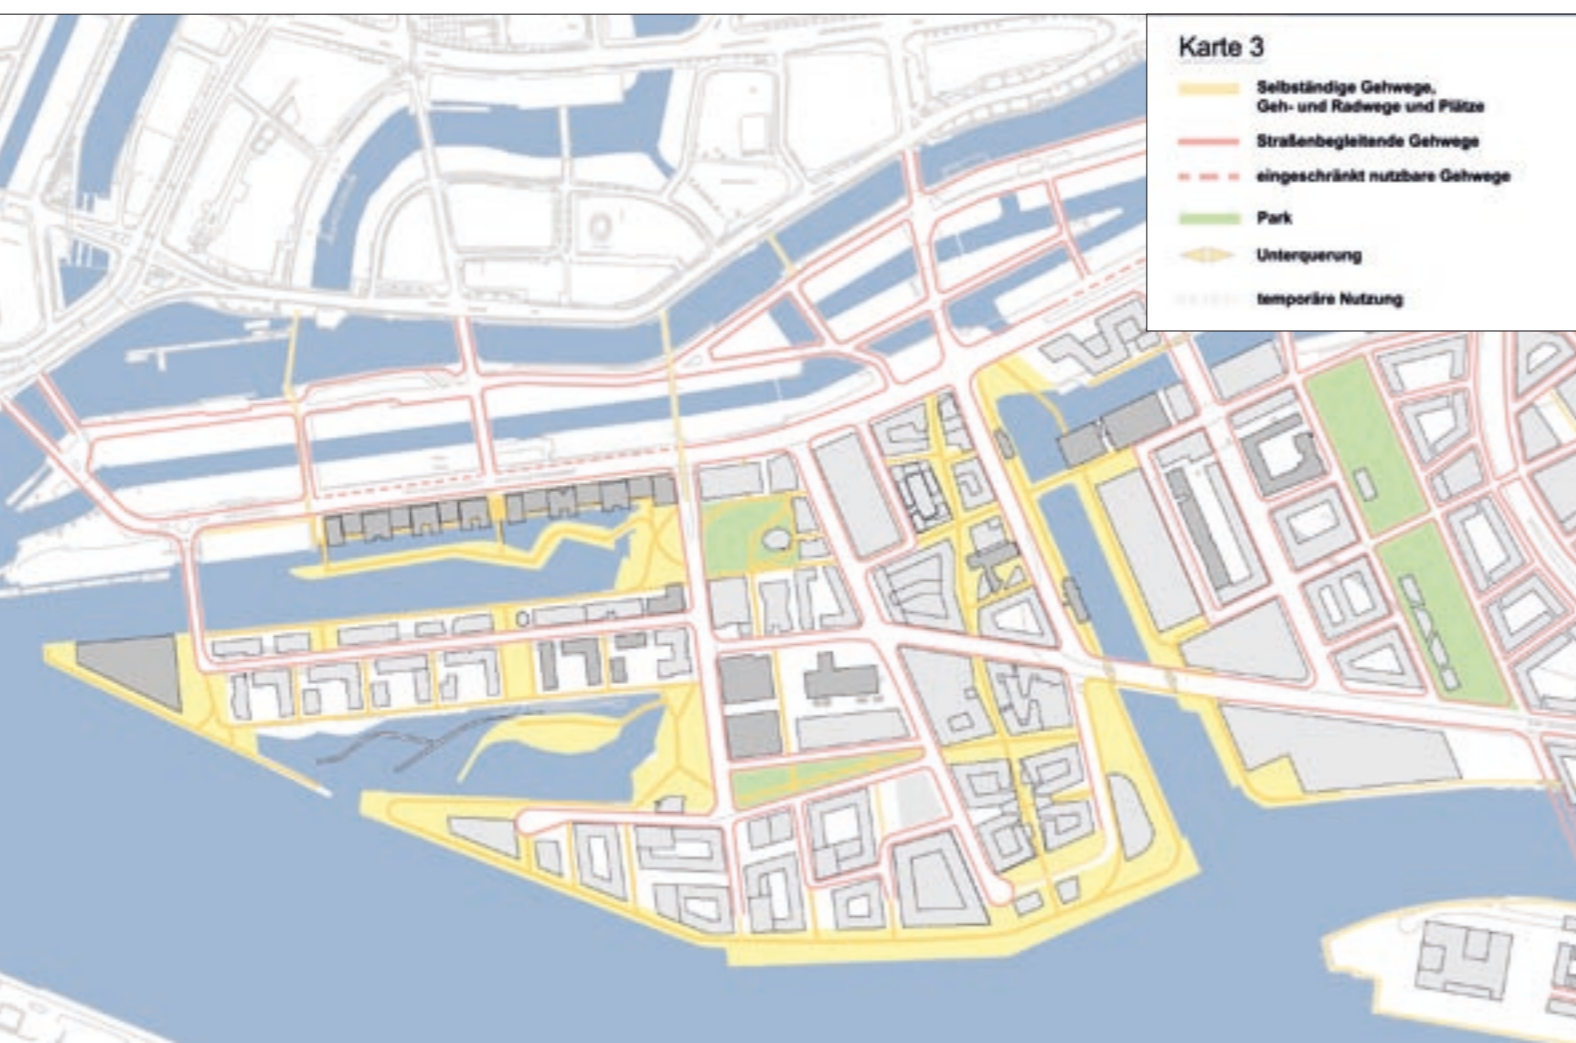 Karte 3
Selbständige Gehwege,
Geh- und Radwege und Plätze
Straßenbegleitende Gehwege
eingeschränkt nutzbare Gehwege
Park
Unterquerung
temporäre Nutzung